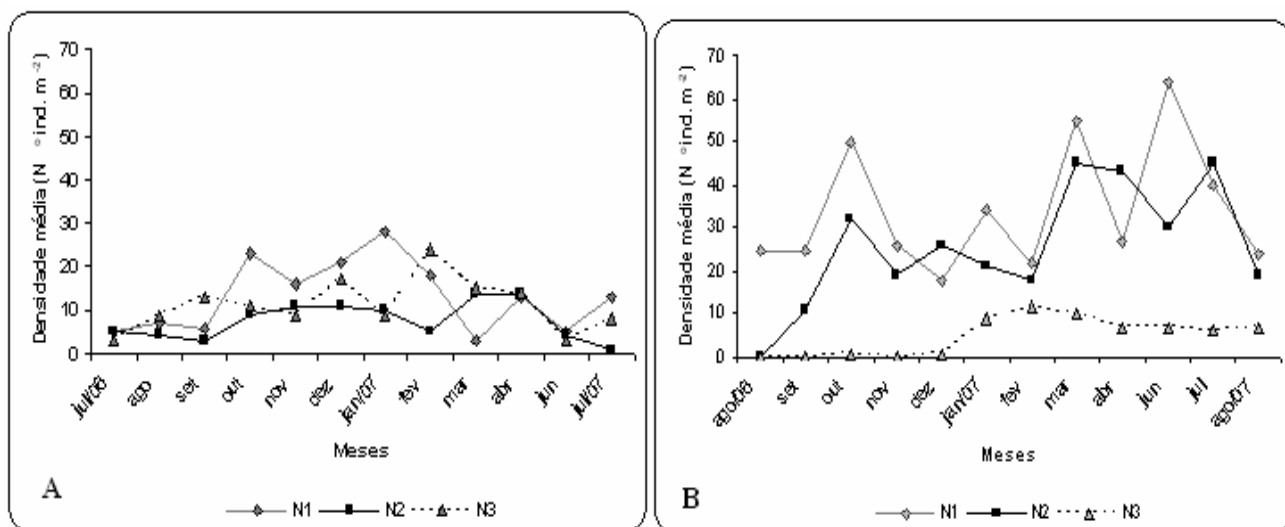 70
60
50
40
30
20
10
0
Densidade média (N º ind. m ⁻²)
jul/06 ago set out nov dez jan/07 fev mar abr jun jul/07
Meses
A
N1 N2 N3
70
60
50
40
30
20
10
0
Densidade média (N º ind. m ⁻²)
ago/06 set out nov dez jan/07 fev mar abr jun jul ago/07
Meses
B
N1 N2 N3